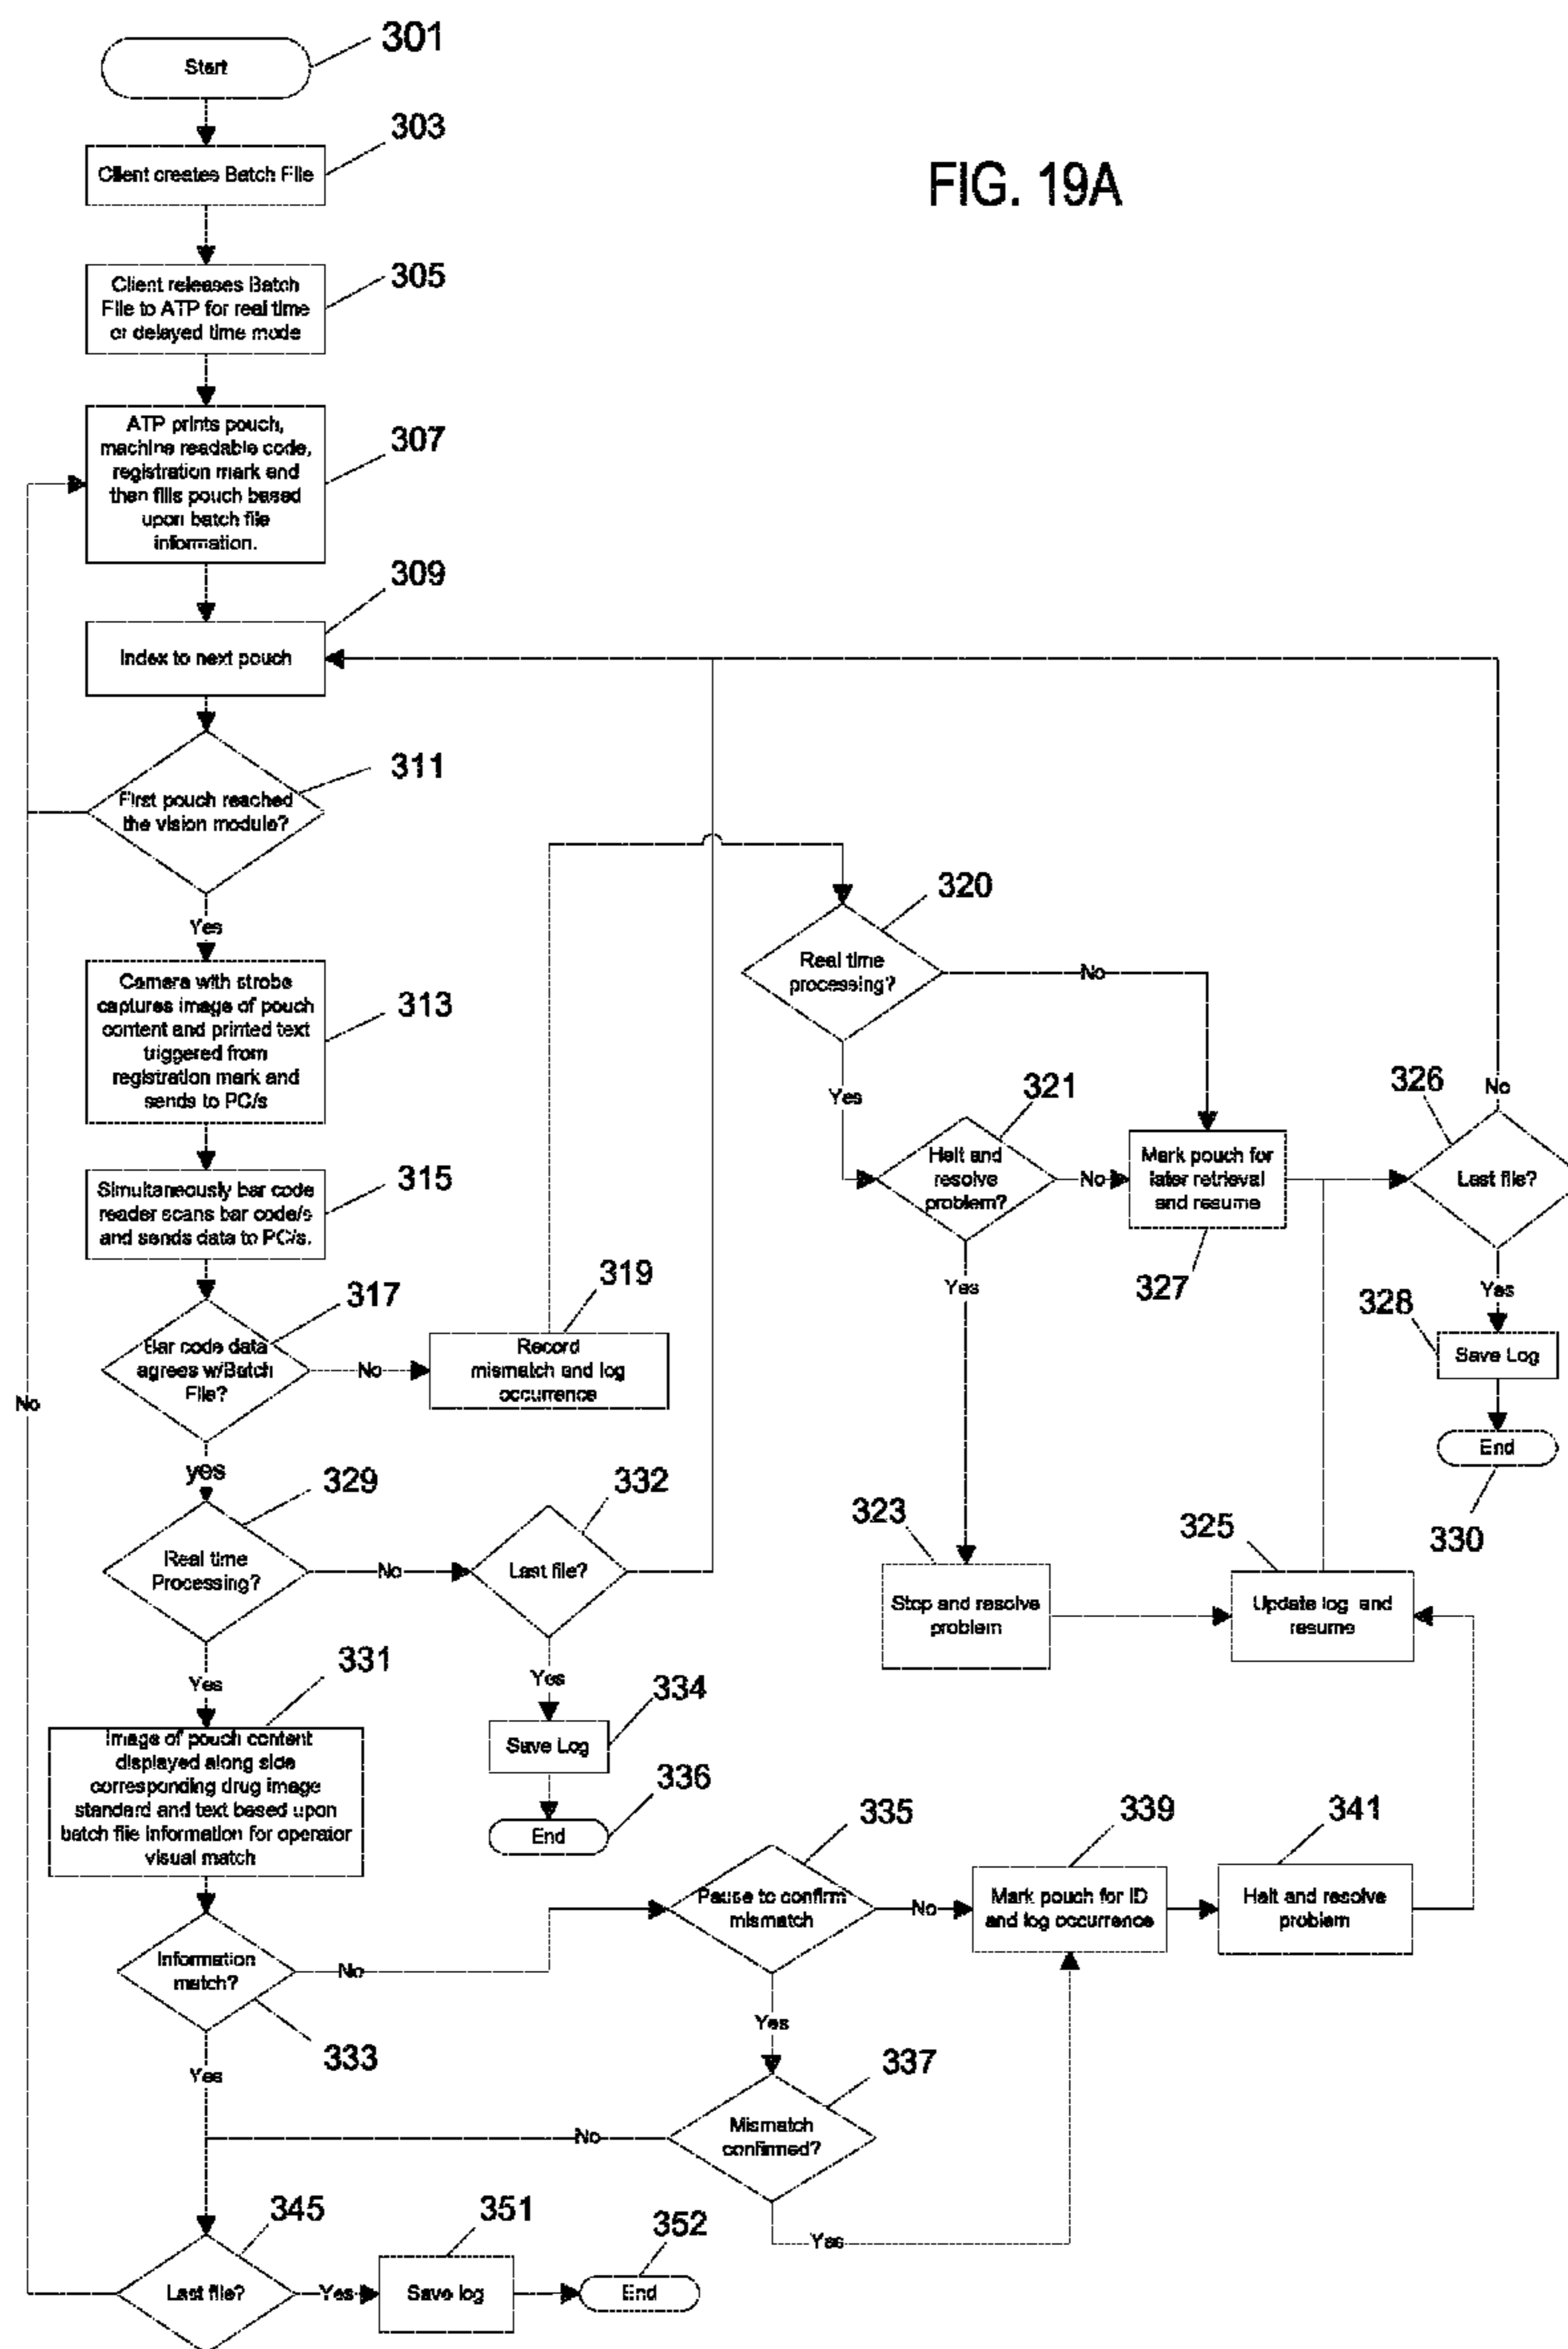 301
Start
303
Client creates Batch File
FIG. 19A
305
Client releases Batch
File to ATP for real time
or delayed time mode
307
ATP prints pouch,
machine readable code,
registration mark and
then fills pouch based
upon batch file
information.
309
Index to next pouch
311
First pouch reached
the vision module?
Yes
313
Camera with strobe
captures image of pouch
content and printed text
triggered from
registration mark and
sends to PC/s
315
Simultaneously bar code
reader scans bar code/s
and sends data to PC/s.
317
Bar code data
agrees w/Batch
File?
No
319
Record
mismatch and log
occurrence
No
yes
320
Real time
processing?
No
Yes
321
Halt and
resolve
problem?
No
Yes
Mark pouch for
later retrieval
and resume
327
326
No
Last file?
Yes
328
Save Log
End
330
329
Real time
Processing?
No
332
Last file?
Yes
334
Save Log
336
End
323
Stop and resolve
problem
325
Update log and
resume
Yes
331
Image of pouch content
displayed along side
corresponding drug image
standard and text based upon
batch file information for operator
visual match
Information
match?
No
333
Yes
335
Pause to confirm
mismatch
No
Yes
339
Mark pouch for ID
and log occurrence
341
Halt and resolve
problem
337
Mismatch
confirmed?
No
Yes
345
Last file?
Yes
351
Save log
352
End